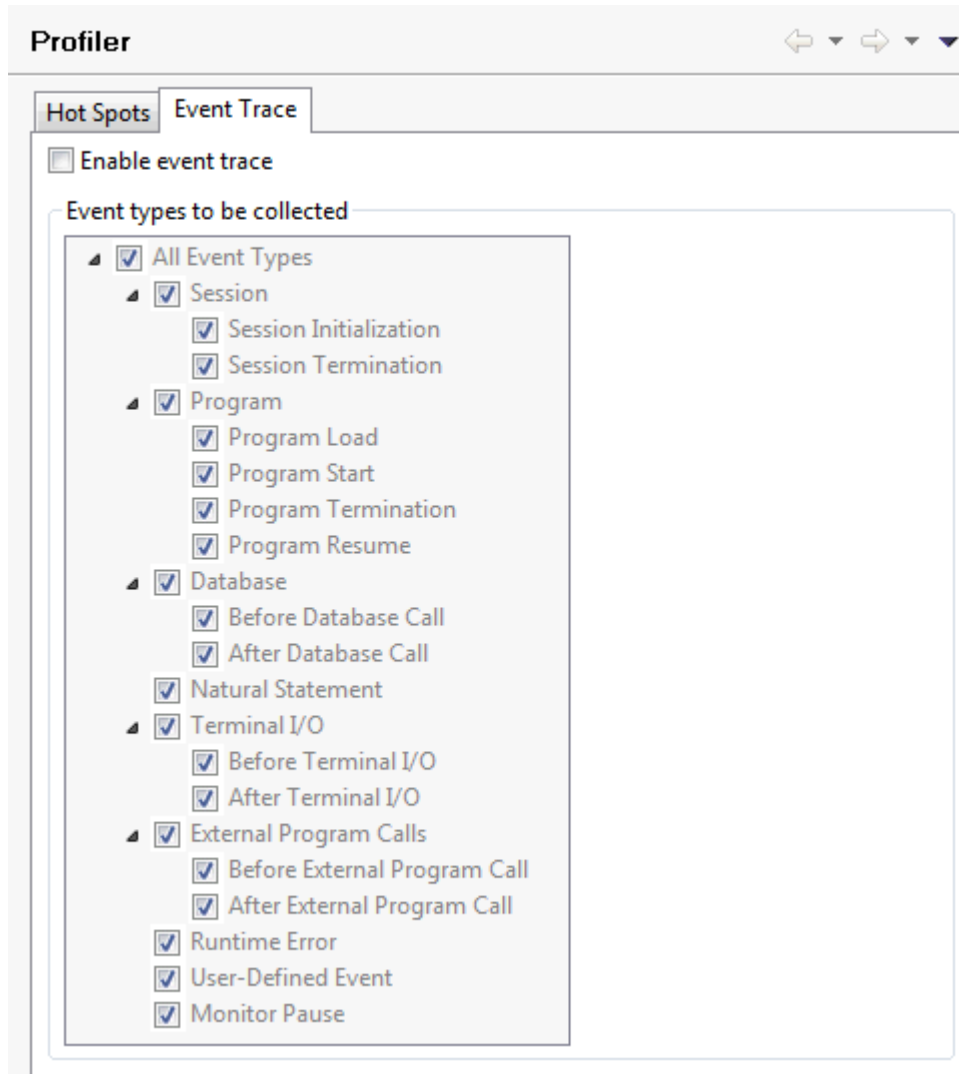 Profiler
Hot Spots Event Trace
Enable event trace
Event types to be collected
All Event Types
Session
Session Initialization
Session Termination
Program
Program Load
Program Start
Program Termination
Program Resume
Database
Before Database Call
After Database Call
Natural Statement
Terminal I/O
Before Terminal I/O
After Terminal I/O
External Program Calls
Before External Program Call
After External Program Call
Runtime Error
User-Defined Event
Monitor Pause